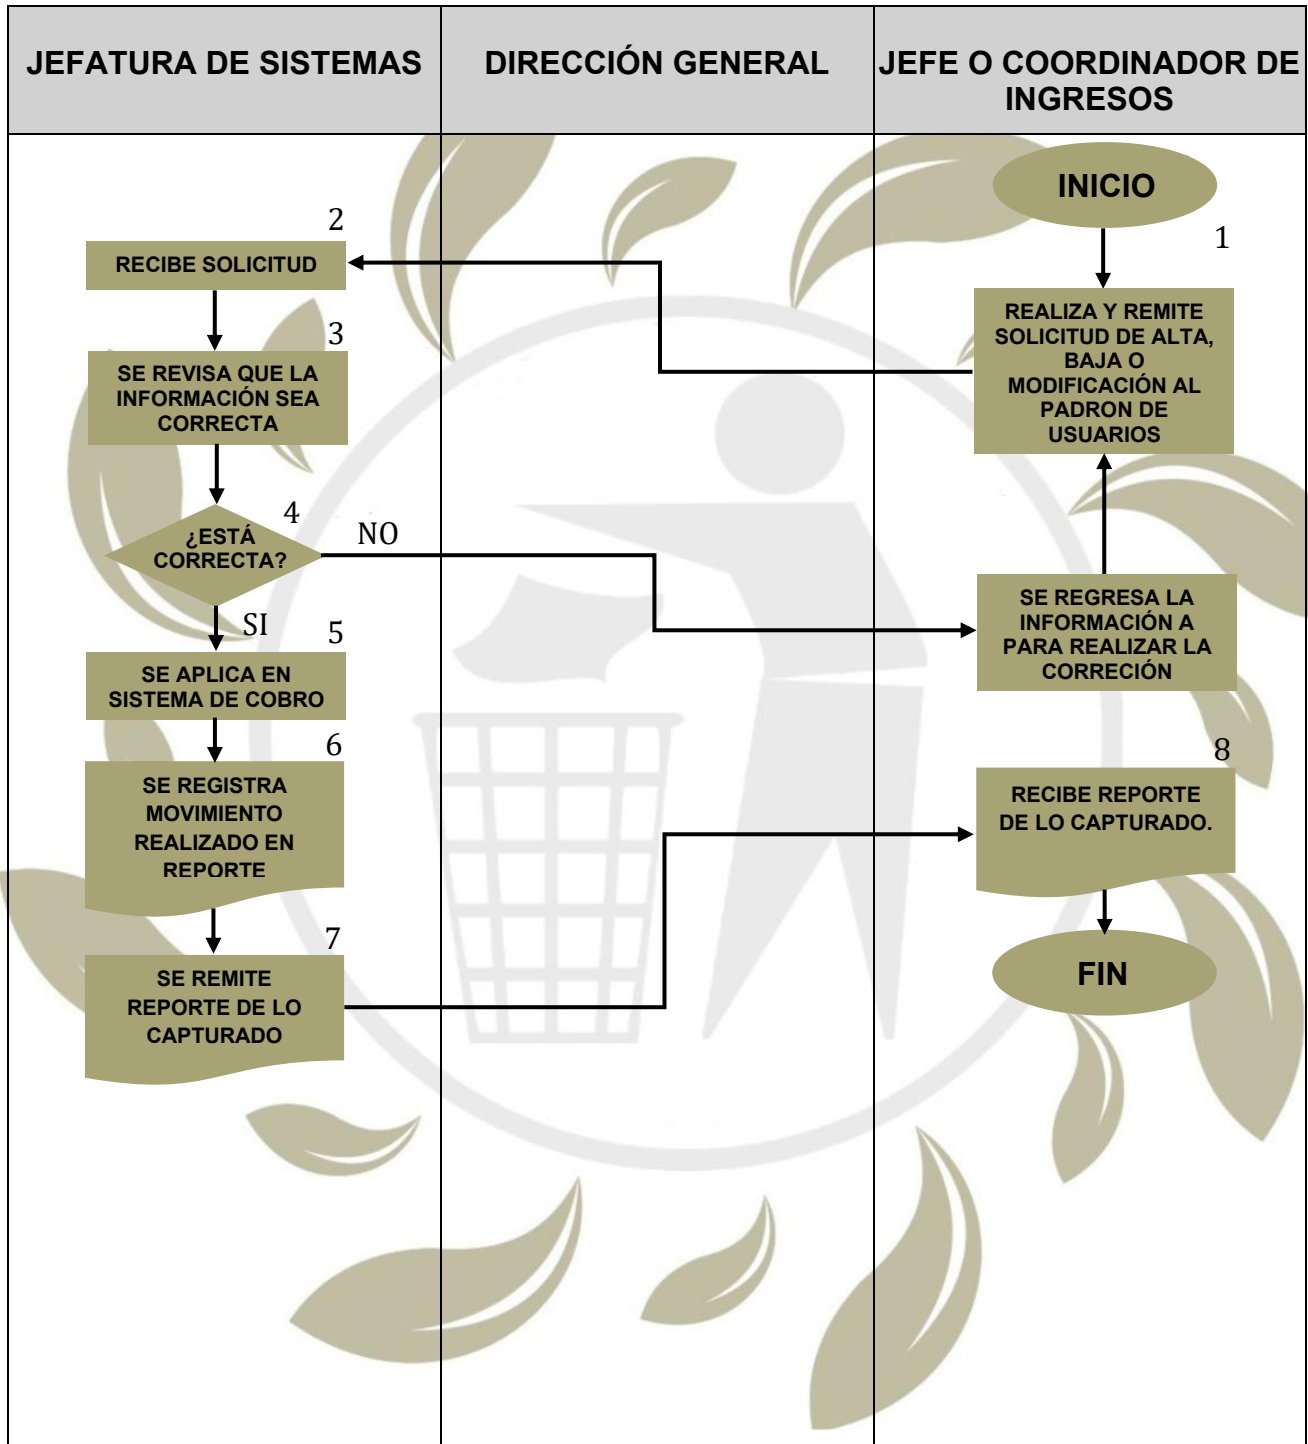 JEFATURA DE SISTEMAS
DIRECCIÓN GENERAL
JEFE O COORDINADOR DE
INGRESOS
INICIO
1
REALIZA Y REMITE
SOLICITUD DE ALTA,
BAJA O
MODIFICACIÓN AL
PADRON DE
USUARIOS
2
RECIBE SOLICITUD
3
SE REVISA QUE LA
INFORMACIÓN SEA
CORRECTA
4
¿ESTÁ
CORRECTA?
NO
SE REGRESA LA
INFORMACIÓN A
PARA REALIZAR LA
CORRECIÓN
SI
5
SE APLICA EN
SISTEMA DE COBRO
6
SE REGISTRA
MOVIMIENTO
REALIZADO EN
REPORTE
7
SE REMITE
REPORTE DE LO
CAPTURADO
8
RECIBE REPORTE
DE LO CAPTURADO.
FIN